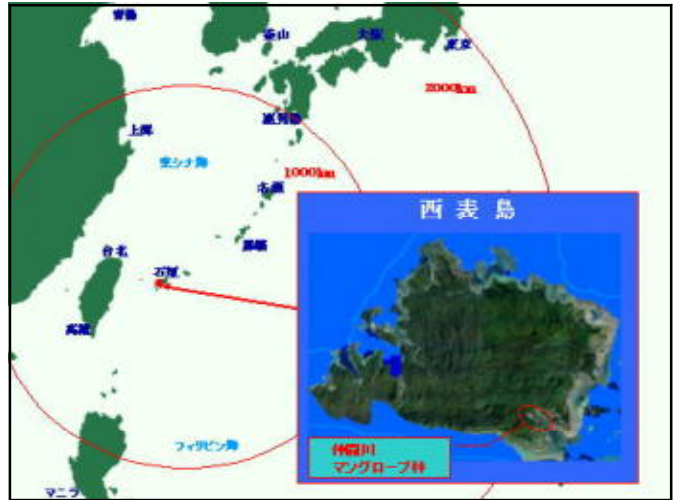 青島
釜山
大阪
東京
2000km
上海
鹿児島
東シナ海
1000km
名瀬
西表島
那覇
台北
石垣
高雄
フィリピン海
仲間川
マングローブ林
マニラ